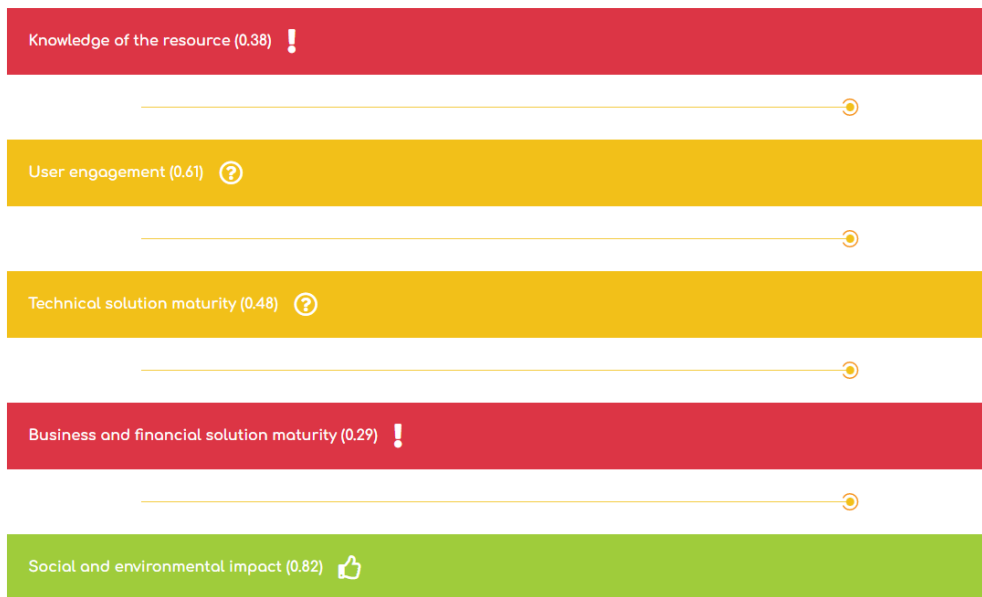 Knowledge of the resource (0.38)
User engagement (0.61)
Technical solution maturity (0.48)
Business and financial solution maturity (0.29)
Social and environmental impact (0.82)